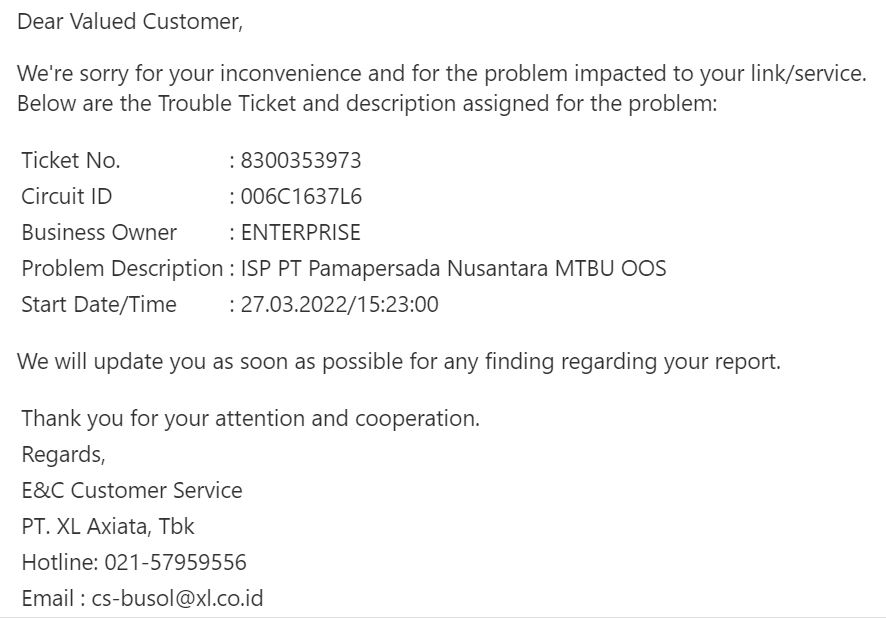 Dear Valued Customer,
We're sorry for your inconvenience and for the problem impacted to your link/service.
Below are the Trouble Ticket and description assigned for the problem:
Ticket No. : 8300353973
Circuit ID : 006C1637L6
Business Owner : ENTERPRISE
Problem Description : ISP PT Pamapersada Nusantara MTBU OOS
Start Date/Time : 27.03.2022/15:23:00
We will update you as soon as possible for any finding regarding your report.
Thank you for your attention and cooperation.
Regards,
E&C Customer Service
PT. XL Axiata, Tbk
Hotline: 021-57959556
Email : cs-busol@xl.co.id